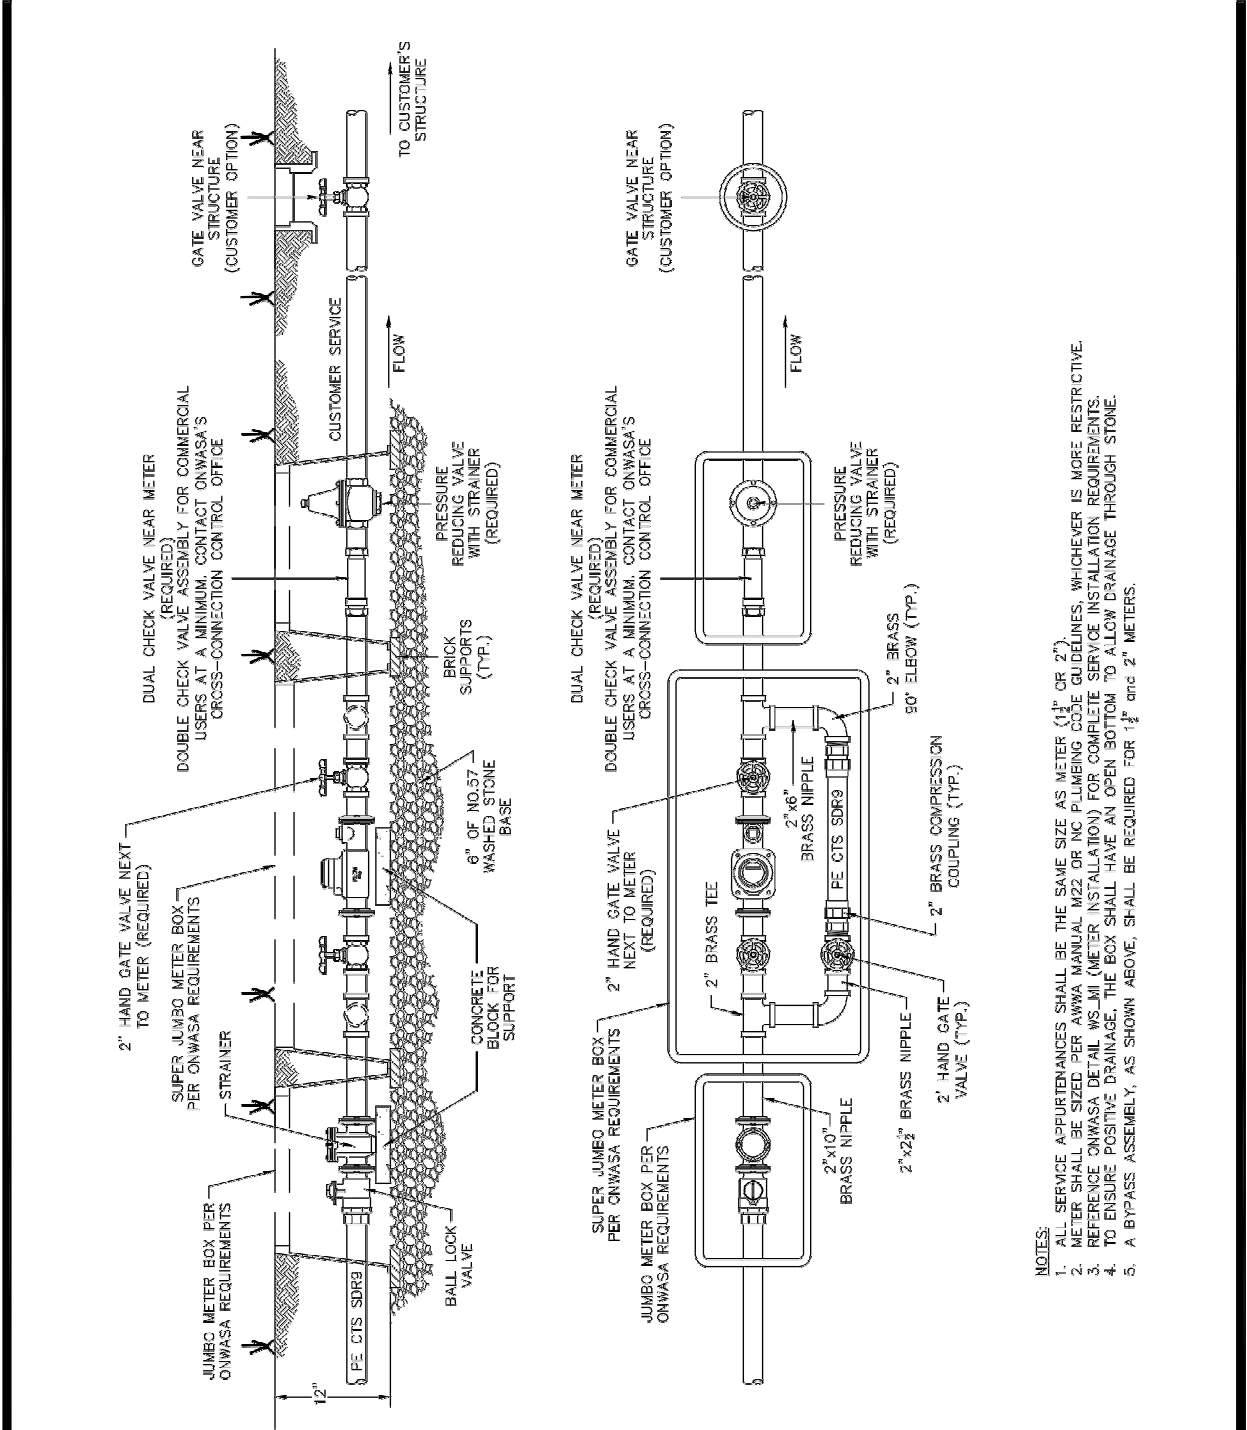 JUMBO METER BOX PER
ONWASA REQUIREMENTS
STRAINER
SUPER JUMBO METER BOX
PER ONWASA REQUIREMENTS
2" HAND GATE VALVE NEXT
TO METER (REQUIRED)
DUAL CHECK VALVE NEAR METER
(REQUIRED)
DOUBLE CHECK VALVE ASSEMBLY FOR COMMERCIAL
USERS AT A MINIMUM, CONTACT ONWASA'S
CROSS-CONNECTION CONTROL OFFICE
GATE VALVE NEAR
STRUCTURE
(CUSTOMER OPTION)
12"
PE CTS SDR9
CUSTOMER SERVICE
TO CUSTOMER'S
STRUCTURE
FLOW
BALL LOCK
VALVE
CONCRETE
BLOCK FOR
SUPPORT
6" OF NO.57
WASHED STONE
BASE
BRICK
SUPPORTS
(TYP.)
PRESSURE
REDUCING VALVE
WITH STRAINER
(REQUIRED)
JUMBO METER BOX PER
ONWASA REQUIREMENTS
SUPER JUMBO METER BOX
PER ONWASA REQUIREMENTS
2" HAND GATE VALVE
NEXT TO METER
(REQUIRED)
2" BRASS TEE
DUAL CHECK VALVE NEAR METER
(REQUIRED)
DOUBLE CHECK VALVE ASSEMBLY FOR COMMERCIAL
USERS AT A MINIMUM, CONTACT ONWASA'S
CROSS-CONNECTION CONTROL OFFICE
GATE VALVE NEAR
STRUCTURE
(CUSTOMER OPTION)
FLOW
2"x6"
BRASS NIPPLE
PE CTS SDR9
2"x10"
BRASS NIPPLE
2"x2½" BRASS NIPPLE
2' HAND GATE
VALVE (TYP.)
2" BRASS COMPRESSION
COUPLING (TYP.)
2" BRASS
90° ELBOW (TYP.)
PRESSURE
REDUCING VALVE
WITH STRAINER
(REQUIRED)
NOTES:
1. ALL SERVICE APPURTENANCES SHALL BE THE SAME SIZE AS METER (1½" OR 2").
2. METER SHALL BE SIZED PER AWWA MANUAL M22 OR NC PLUMBING CODE GUIDELINES, WHICHEVER IS MORE RESTRICTIVE.
3. REFERENCE ONWASA DETAIL WS_MI (METER INSTALLATION) FOR COMPLETE SERVICE INSTALLATION REQUIREMENTS.
4. TO ENSURE POSITIVE DRAINAGE, THE BOX SHALL HAVE AN OPEN BOTTOM TO ALLOW DRAINAGE THROUGH STONE.
5. A BYPASS ASSEMBLY, AS SHOWN ABOVE, SHALL BE REQUIRED FOR 1½" and 2" METERS.